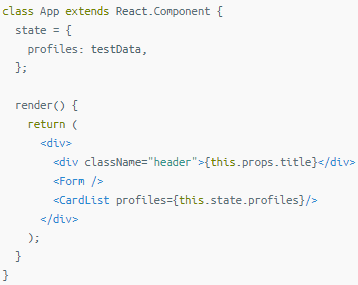 class App extends React.Component {
  state = {
    profiles: testData,
  };

  render() {
    return (
      <div>
        <div className="header">{this.props.title}</div>
        <Form />
        <CardList profiles={this.state.profiles}/>
      </div>
    );
  }
}